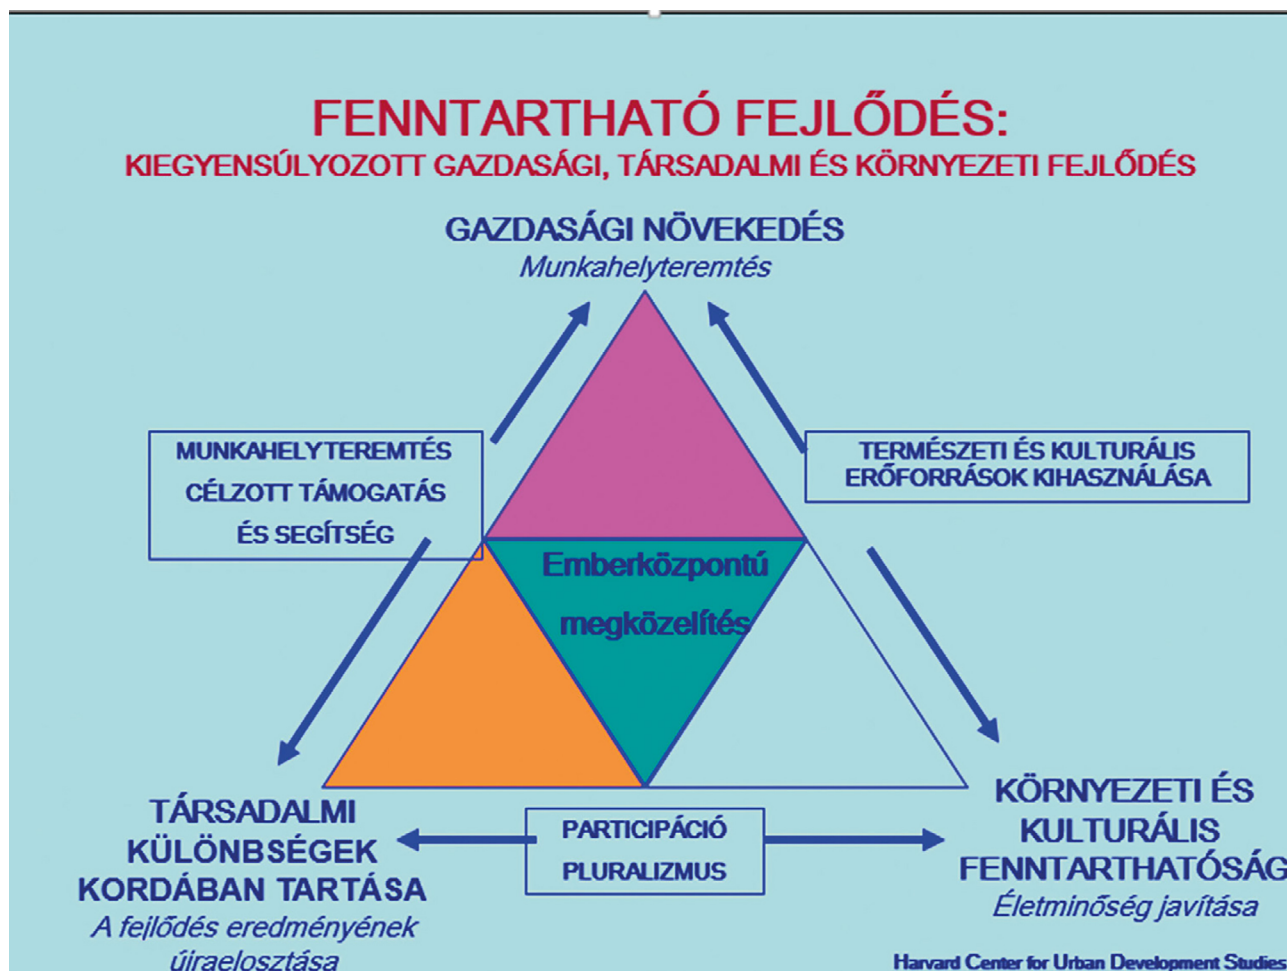 FENNTARTHATÓ FEJLŐDÉS:
KIEGYENSÚLYOZOTT GAZDASÁGI, TÁRSADALMI ÉS KÖRNYEZETI FEJLŐDÉS
GAZDASÁGI NÖVEKEDÉS
Munkahelyteremtés
MUNKAHELYTEREMTÉS
CÉLZOTT TÁMOGATÁS
ÉS SEGÍTSÉG
TERMÉSZETI ÉS KULTURÁLIS
ERŐFORRÁSOK KIHASZNÁLÁSA
Emberközpontú
megközelítés
TÁRSADALMI
KÜLÖNBSÉGEK
KORDÁBAN TARTÁSA
A fejlődés eredményének
újraelosztása
PARTICIPÁCIÓ
PLURALIZMUS
KÖRNYEZETI ÉS
KULTURÁLIS
FENNTARTHATÓSÁG
Életminőség javítása
Harvard Center for Urban Development Studies